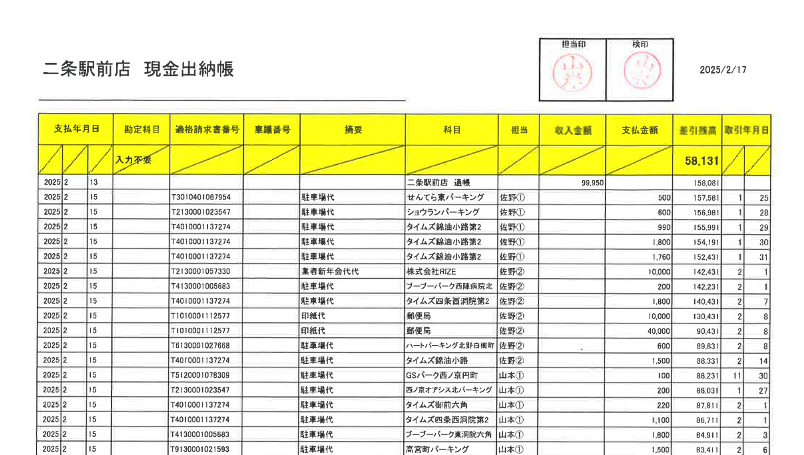 担当印 検印
二条駅前店 現金出納帳
2025/2/17
支払年月日 勘定科目 適格請求書番号 稟議番号 摘要 科目 担当 収入金額 支払金額 差引残高 取引年月日
入力不要 58,131
2025 2 13 二条駅前店 通帳 99,950 158,081
2025 2 15 T3010401087954 駐車場代 せんてら東パーキング 佐野① 500 157,581 1 25
2025 2 15 T2130001023547 駐車場代 ショウランパーキング 佐野① 600 156,981 1 28
2025 2 15 T4010001137274 駐車場代 タイムズ錦油小路第2 佐野① 990 155,991 1 29
2025 2 15 T4010001137274 駐車場代 タイムズ錦油小路第2 佐野① 1,800 154,191 1 30
2025 2 15 T4010001137274 駐車場代 タイムズ錦油小路第2 佐野① 1,760 152,431 1 31
2025 2 15 T2130001057330 業者新年会代代 株式会社RIZE 佐野② 10,000 142,431 2 1
2025 2 15 T4130001005683 駐車場代 ブーブーパーク西陣病院北 佐野② 200 142,231 2 1
2025 2 15 T4010001137274 駐車場代 タイムズ四条西洞院第2 佐野② 1,800 140,431 2 7
2025 2 15 T1010001112577 印紙代 郵便局 佐野② 10,000 130,431 2 8
2025 2 15 T1010001112577 印紙代 郵便局 佐野② 40,000 90,431 2 8
2025 2 15 T6130001027668 駐車場代 ハートパーキング北野白梅町 佐野② 600 89,831 2 8
2025 2 15 T4010001137274 駐車場代 タイムズ錦油小路 佐野② 1,500 88,331 2 14
2025 2 15 T5120001078309 駐車場代 GSパーク西ノ京円町 山本① 100 88,231 11 30
2025 2 15 T2130001023547 駐車場代 西ノ京オアシス北パーキング 山本① 200 88,031 1 27
2025 2 15 T4010001137274 駐車場代 タイムズ御前六角 山本① 220 87,811 2 1
2025 2 15 T4010001137274 駐車場代 タイムズ四条西洞院第2 山本① 1,100 86,711 2 1
2025 2 15 T4130001005683 駐車場代 ブーブーパーク東洞院六角 山本① 1,800 84,911 2 3
2025 2 15 T9130001021593 駐車場代 高宮町パーキング 山本① 1,500 83,411 2 6